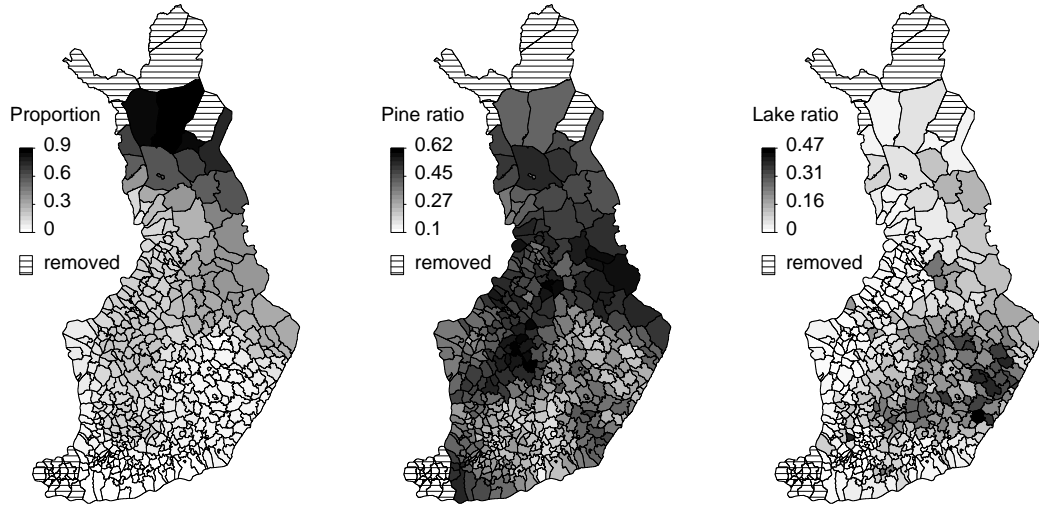 Proportion
0.9
0.6
0.3
0
removed
Pine ratio
0.62
0.45
0.27
0.1
removed
Lake ratio
0.47
0.31
0.16
0
removed